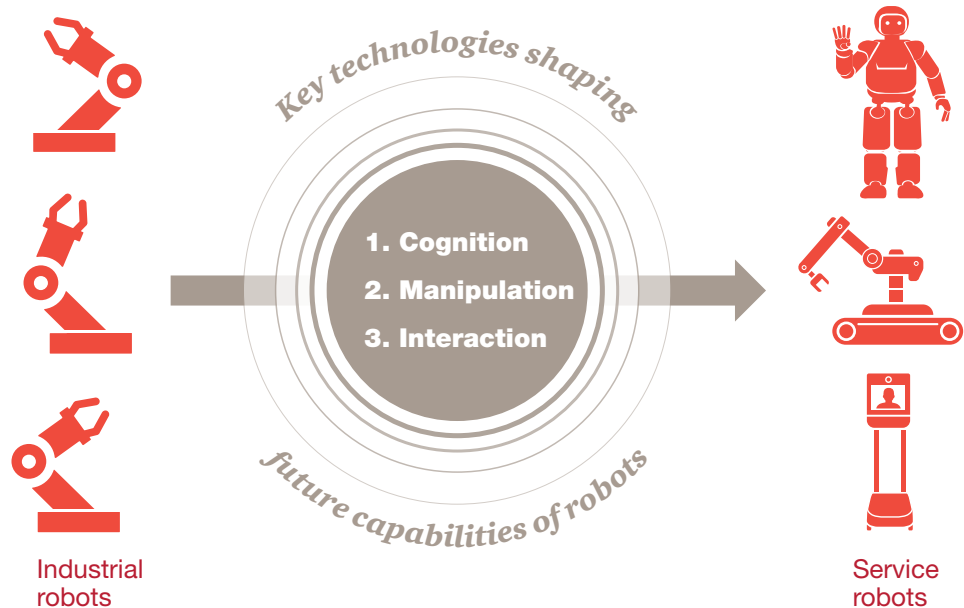 Key technologies shaping
1. Cognition
2. Manipulation
3. Interaction
future capabilities of robots
Industrial
robots
Service
robots